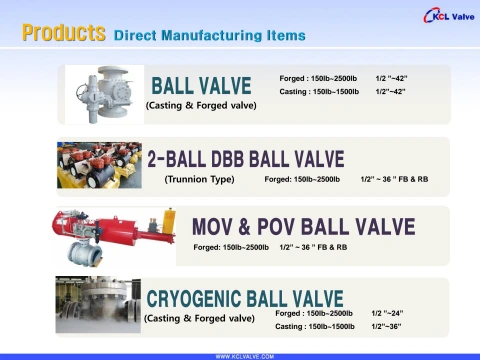 KCL Valve
Products Direct Manufacturing Items
BALL VALVE
(Casting & Forged valve)
Forged : 150lb~2500lb 1/2 "~42"
Casting : 150lb~1500lb 1/2"~42"
2-BALL DBB BALL VALVE
(Trunnion Type) Forged: 150lb~2500lb 1/2" ~ 36 " FB & RB
MOV & POV BALL VALVE
Forged: 150lb~2500lb 1/2" ~ 36 " FB & RB
CRYOGENIC BALL VALVE
(Casting & Forged valve)
Forged : 150lb~2500lb 1/2 "~24"
Casting : 150lb~1500lb 1/2"~36"
WWW.KCLVALVE.COM